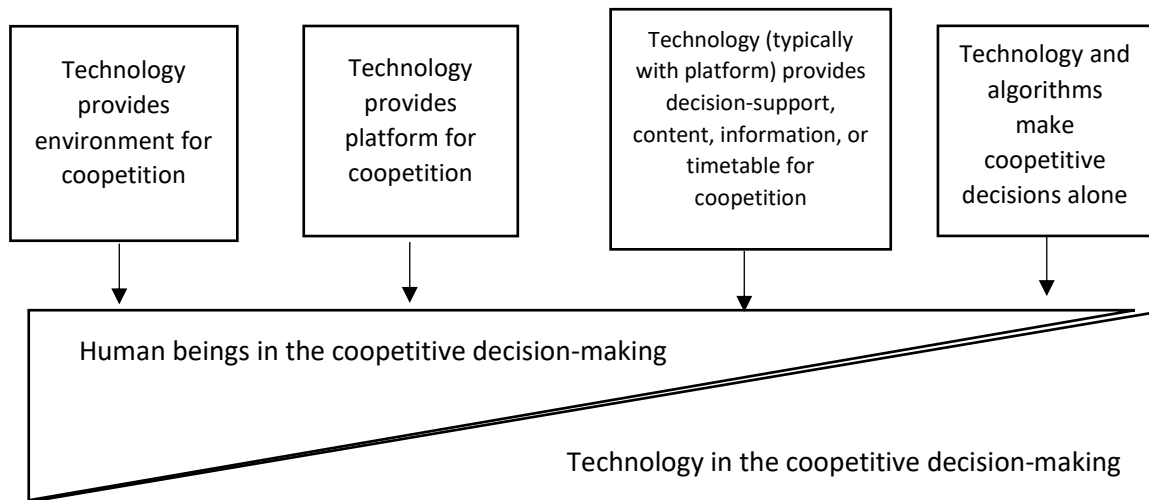 Technology
provides
environment for
coopetition
Technology
provides
platform for
coopetition
Technology (typically
with platform) provides
decision-support,
content, information, or
timetable for
coopetition
Technology and
algorithms
make
coopetitive
decisions alone
Human beings in the coopetitive decision-making
Technology in the coopetitive decision-making